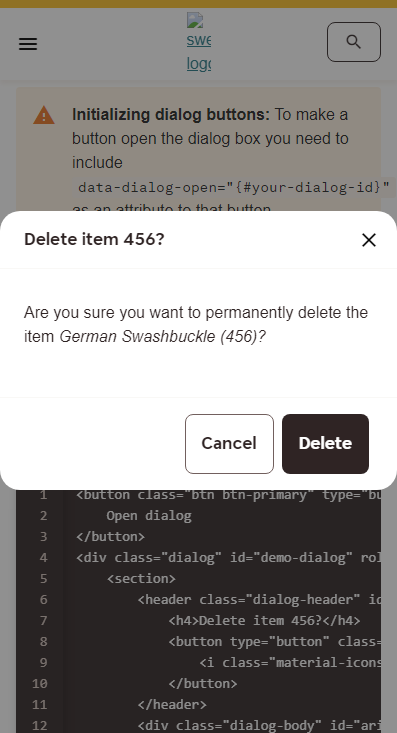 swe
logo
Initializing dialog buttons: To make a
button open the dialog box you need to
include
data-dialog-open="{#your-dialog-id}"
as an attribute to that button
Delete item 456?
Are you sure you want to permanently delete the
item German Swashbuckle (456)?
Cancel
Delete
1 <button class="btn btn-primary" type="bu
2 Open dialog
3 </button>
4 <div class="dialog" id="demo-dialog" rol
5 <section>
6 <header class="dialog-header" id
7 <h4>Delete item 456?</h4>
8 <button type="button" class=
9 <i class="material-icons
10 </button>
11 </header>
12 <div class="dialog-body" id="ari